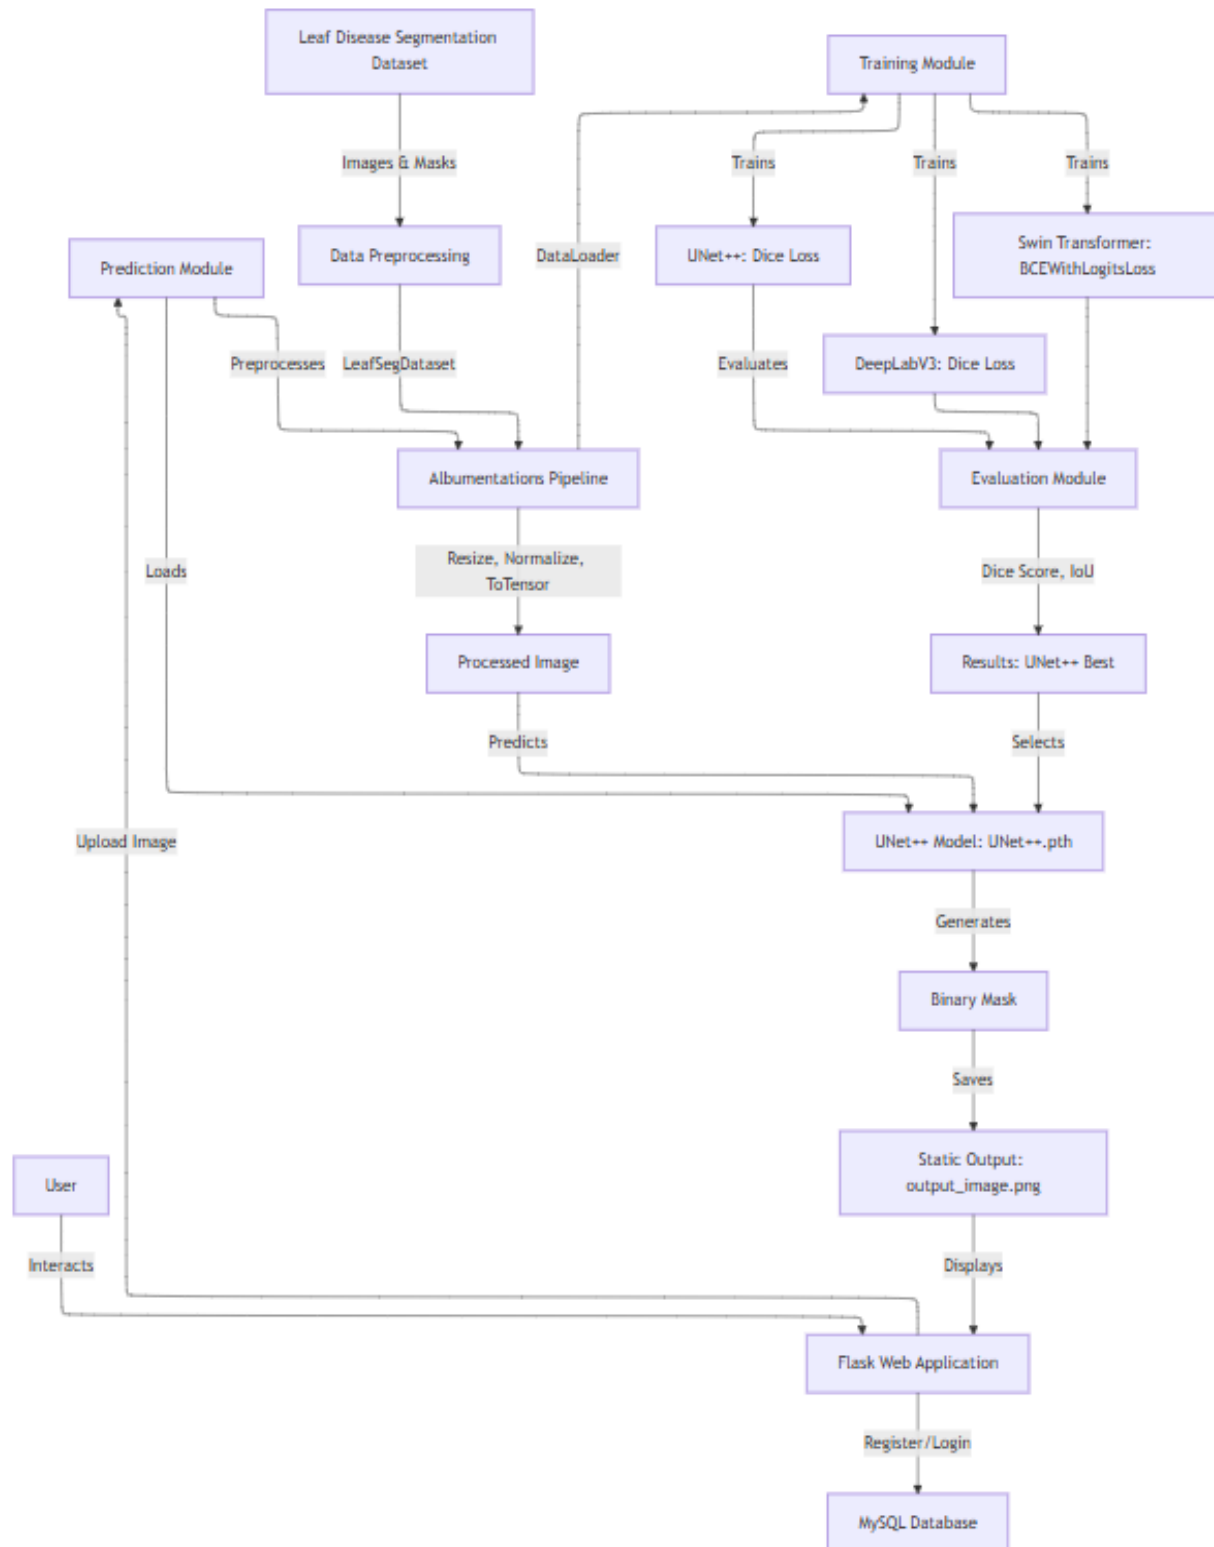 Leaf Disease Segmentation
Dataset
Training Module
Images & Masks
Trains
Trains
Trains
Prediction Module
Data Preprocessing
DataLoader
UNet++: Dice Loss
Swin Transformer:
BCEWithLogitsLoss
Preprocesses
LeafSegDataset
Evaluates
DeepLabV3: Dice Loss
Albumentations Pipeline
Evaluation Module
Loads
Resize, Normalize,
ToTensor
Dice Score, IoU
Processed Image
Results: UNet++ Best
Predicts
Selects
Upload Image
UNet++ Model: UNet++.pth
Generates
Binary Mask
Saves
Static Output:
output_image.png
User
Interacts
Displays
Flask Web Application
Register/Login
MySQL Database